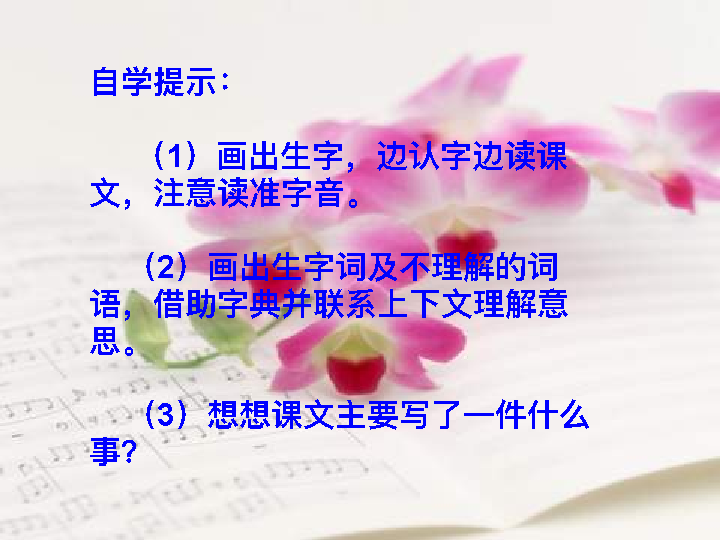 自学提示：
（1）画出生字，边认字边读课
文，注意读准字音。
（2）画出生字词及不理解的词
语，借助字典并联系上下文理解意
思。
（3）想想课文主要写了一件什么
事？